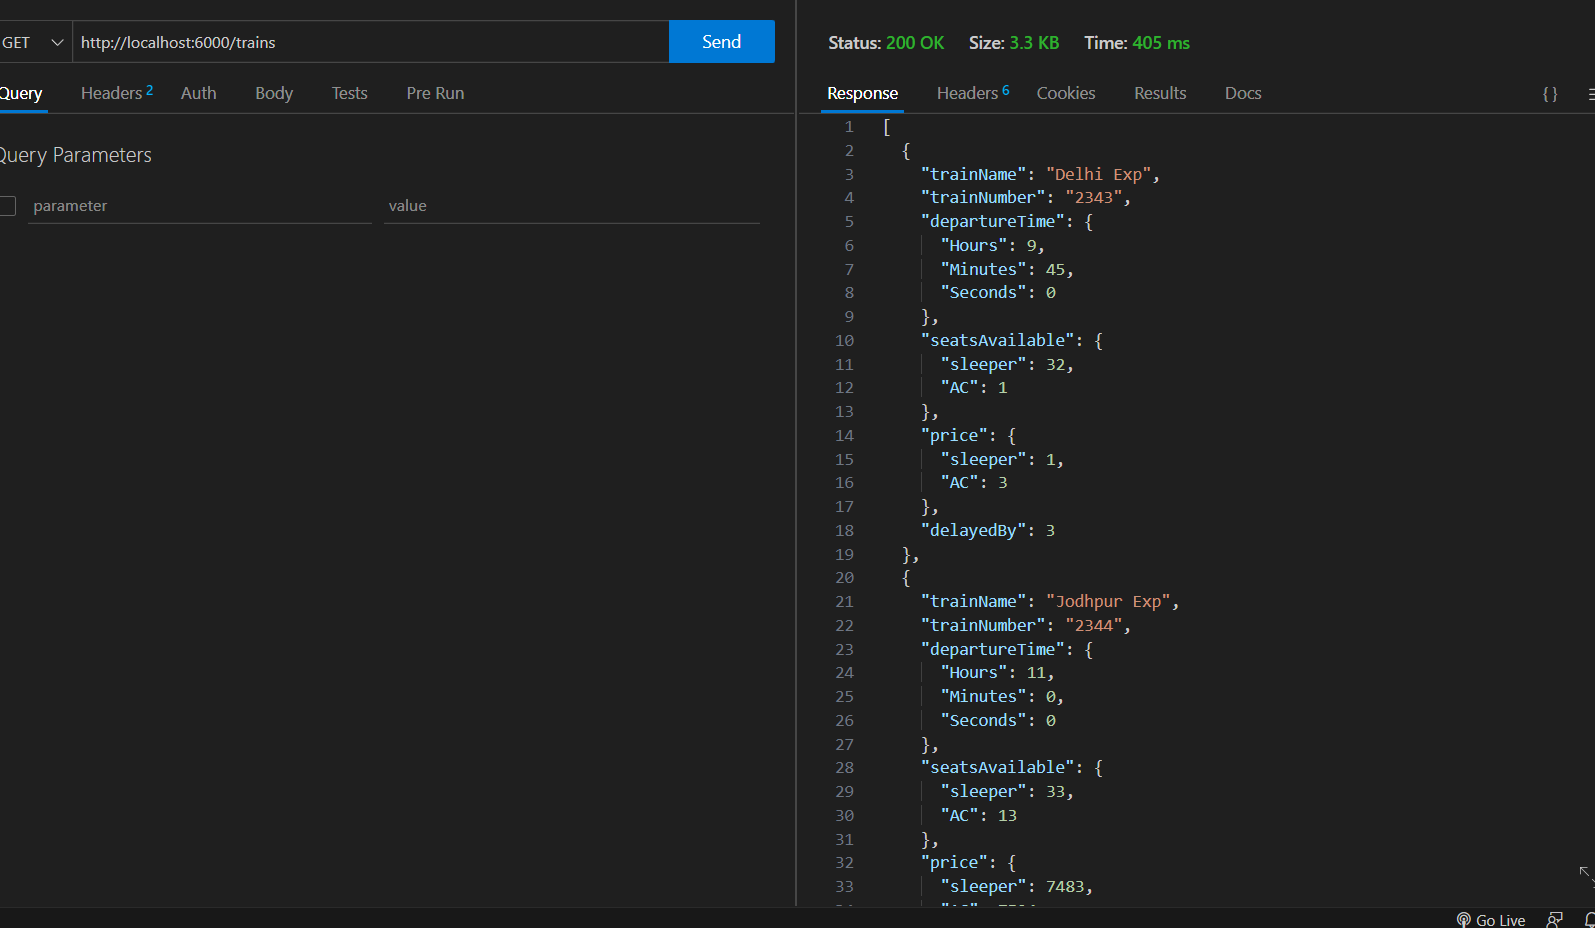 GET http://localhost:6000/trains Send
Query Headers 2 Auth Body Tests Pre Run
Query Parameters
parameter value
Status: 200 OK Size: 3.3 KB Time: 405 ms
Response Headers 6 Cookies Results Docs {}
1 [
2 {
3 "trainName": "Delhi Exp",
4 "trainNumber": "2343",
5 "departureTime": {
6 "Hours": 9,
7 "Minutes": 45,
8 "Seconds": 0
9 },
10 "seatsAvailable": {
11 "sleeper": 32,
12 "AC": 1
13 },
14 "price": {
15 "sleeper": 1,
16 "AC": 3
17 },
18 "delayedBy": 3
19 },
20 {
21 "trainName": "Jodhpur Exp",
22 "trainNumber": "2344",
23 "departureTime": {
24 "Hours": 11,
25 "Minutes": 0,
26 "Seconds": 0
27 },
28 "seatsAvailable": {
29 "sleeper": 33,
30 "AC": 13
31 },
32 "price": {
33 "sleeper": 7483,
Go Live